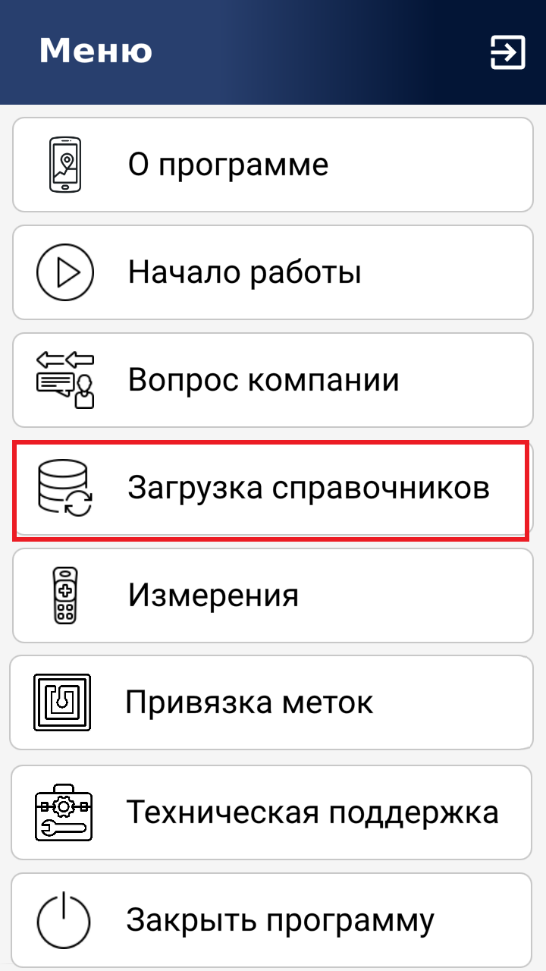 Меню
О программе
Начало работы
Вопрос компании
Загрузка справочников
Измерения
Привязка меток
Техническая поддержка
Закрыть программу